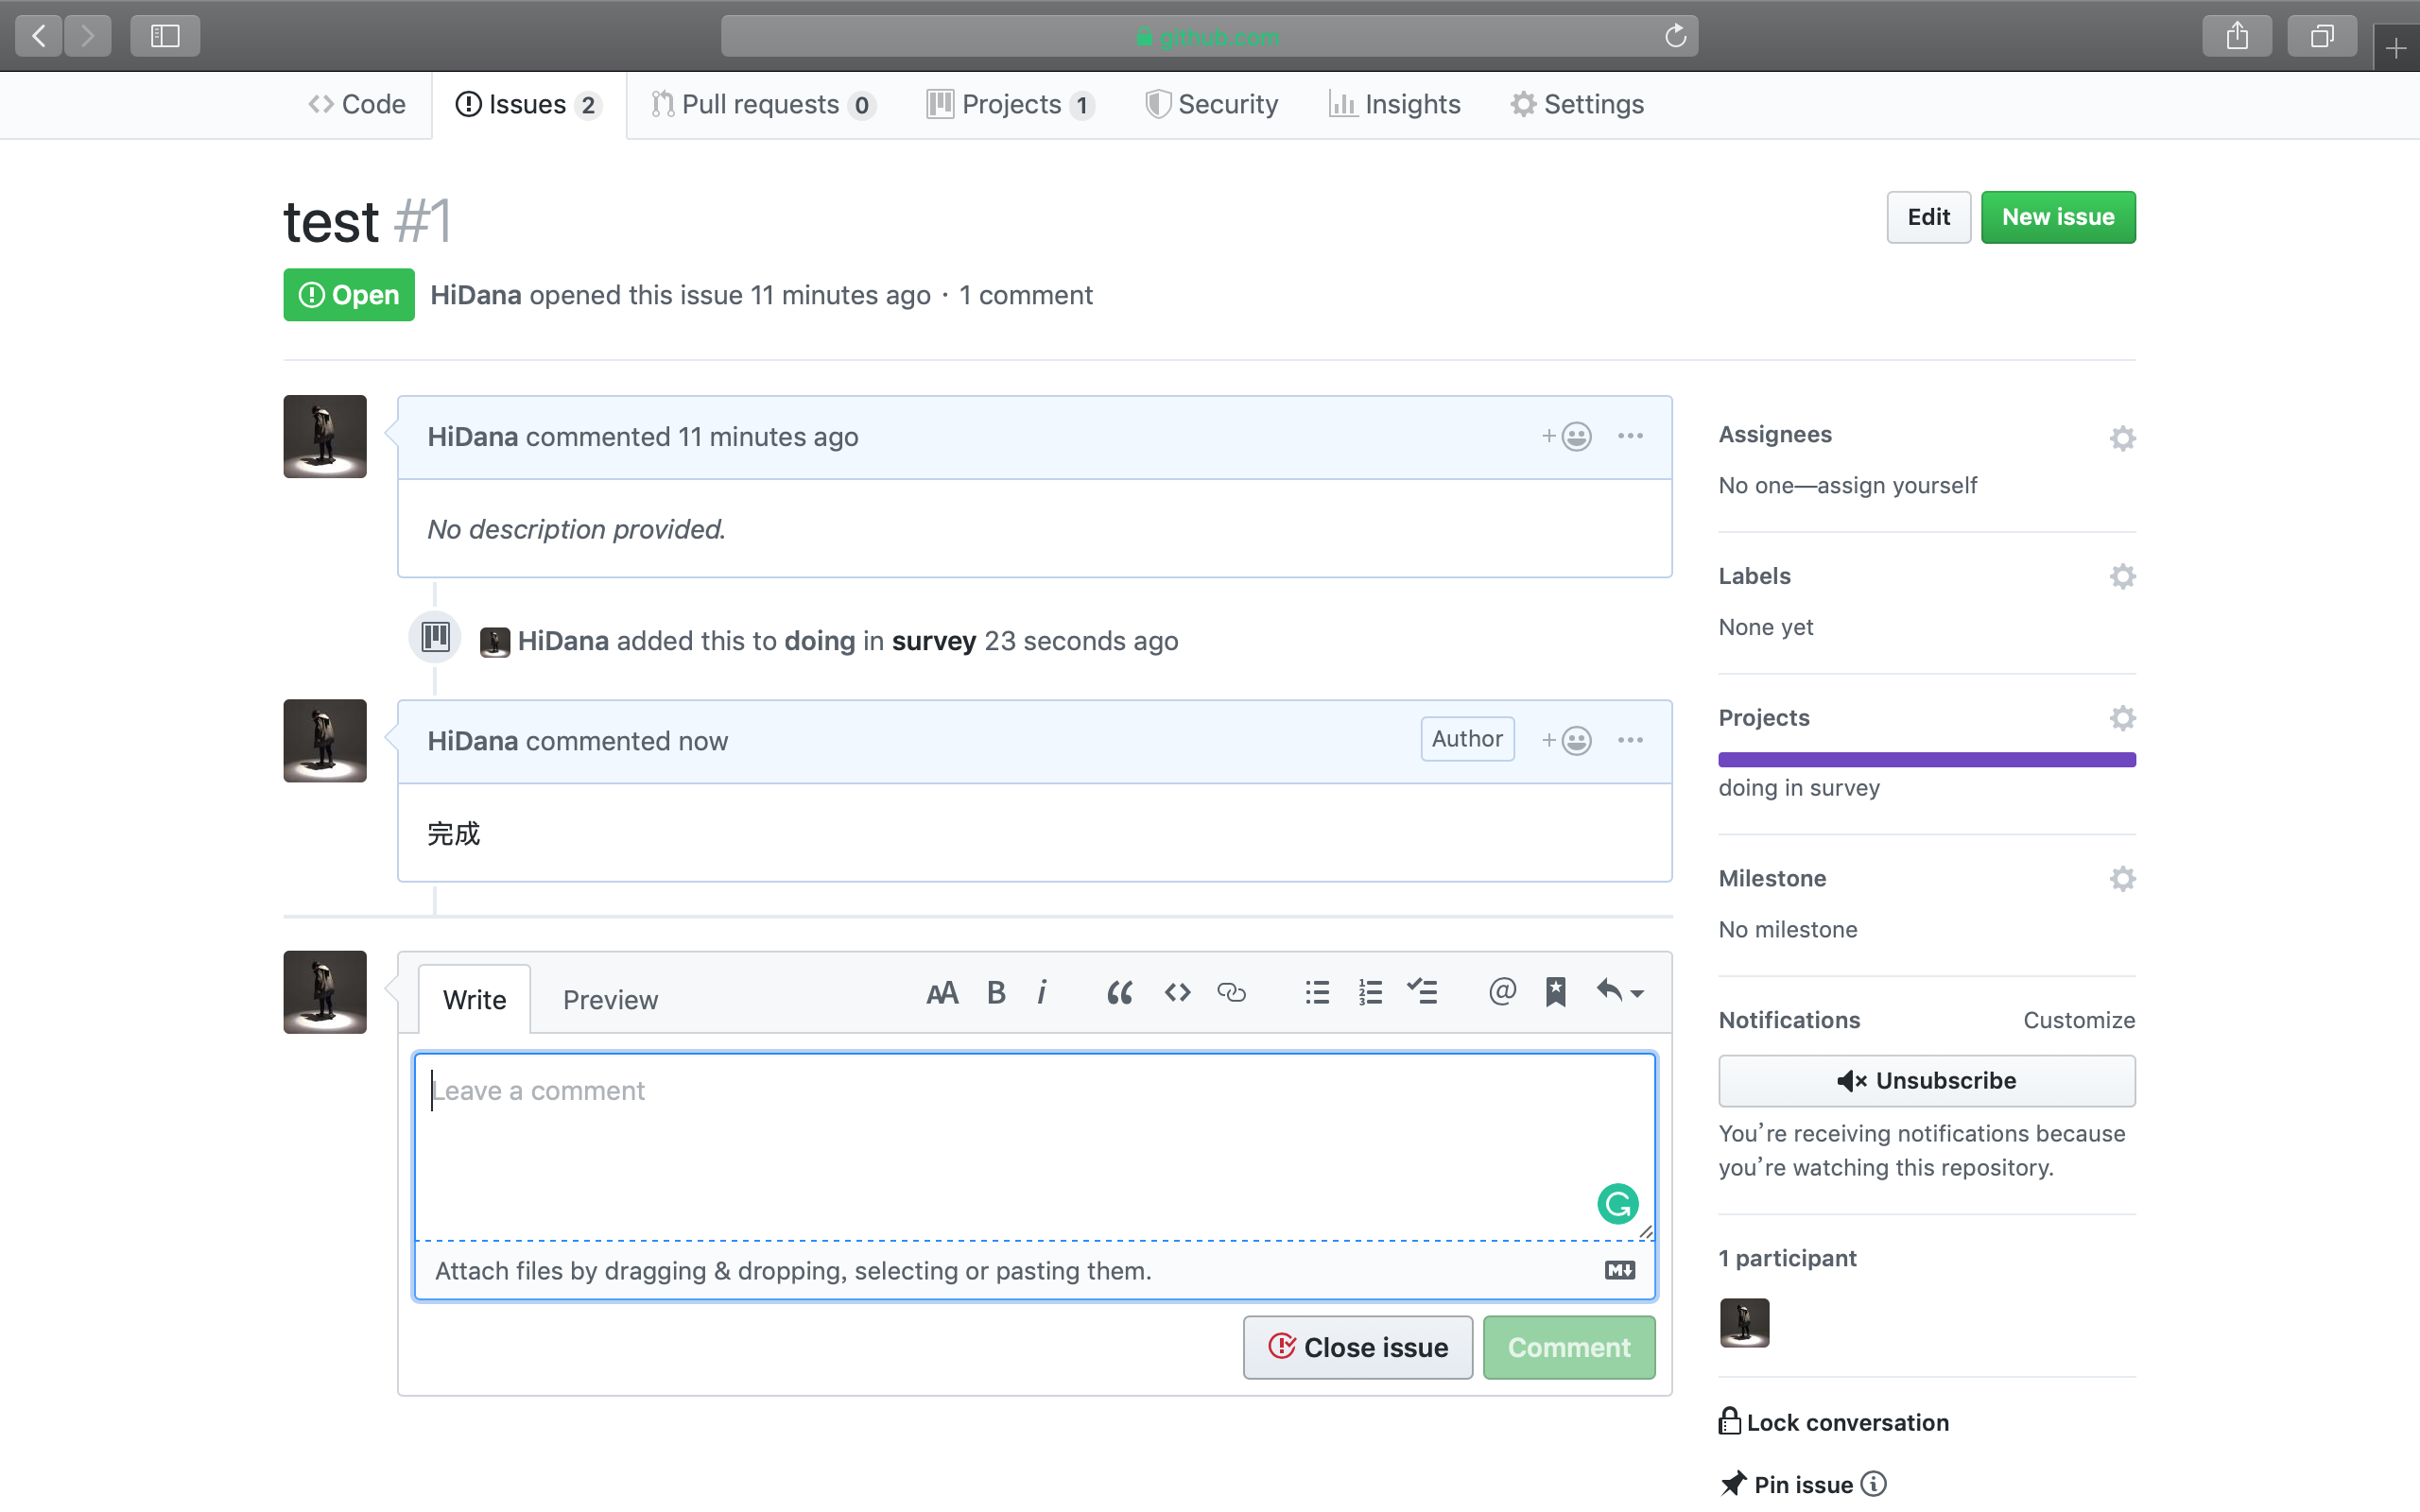 github.com
Code
Issues 2
Pull requests 0
Projects 1
Security
Insights
Settings
test #1
Edit
New issue
Open
HiDana opened this issue 11 minutes ago · 1 comment
HiDana commented 11 minutes ago
No description provided.
HiDana added this to doing in survey 23 seconds ago
HiDana commented now
Author
完成
Write
Preview
AA B i
Leave a comment
Attach files by dragging & dropping, selecting or pasting them.
Close issue
Comment
Assignees
No one—assign yourself
Labels
None yet
Projects
doing in survey
Milestone
No milestone
Notifications
Customize
Unsubscribe
You’re receiving notifications because
you’re watching this repository.
1 participant
Lock conversation
Pin issue